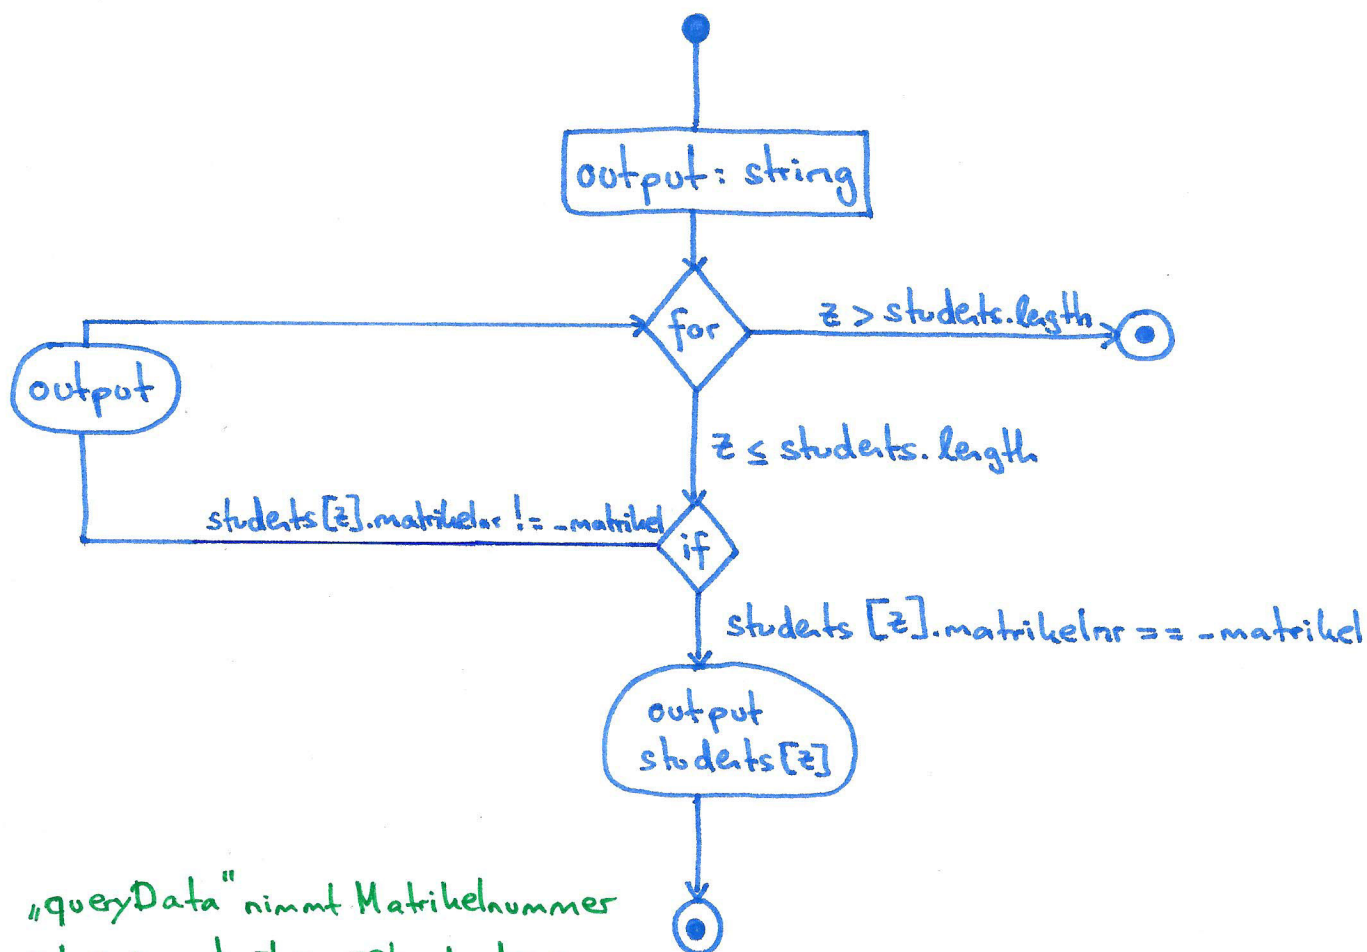 output: string
for
z > students.legth
output
z ≤ students.length
students[z].matrikelnr != _matrikel
if
students [z].matrikelnr == _matrikel
output
students[z]
„queryData" nimmt Matrikelnummer